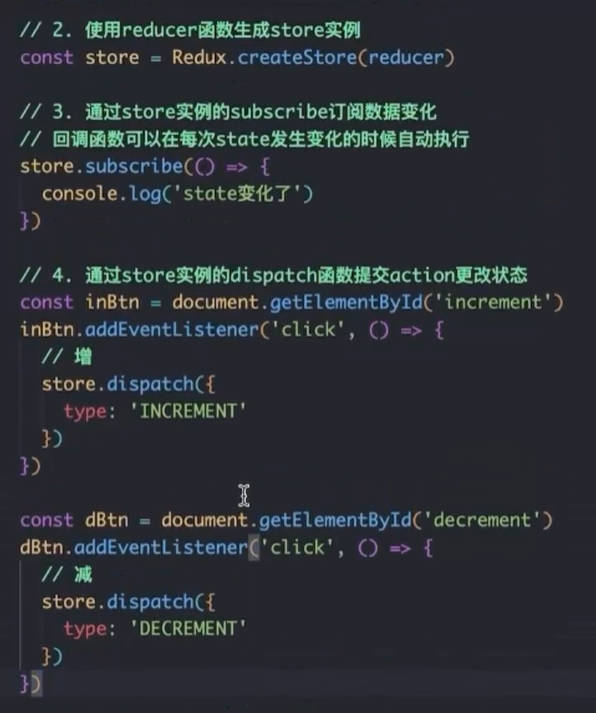 // 2. 使用reducer函数生成store实例
const store = Redux.createStore(reducer)
// 3. 通过store实例的subscribe订阅数据变化
// 回调函数可以在每次state发生变化的时候自动执行
store.subscribe(() => {
  console.log('state变化了')
})
// 4. 通过store实例的dispatch函数提交action更改状态
const inBtn = document.getElementById('increment')
inBtn.addEventListener('click', () => {
  // 增
  store.dispatch({
    type: 'INCREMENT'
  })
})
const dBtn = document.getElementById('decrement')
dBtn.addEventListener('click', () => {
  // 减
  store.dispatch({
    type: 'DECREMENT'
  })
})